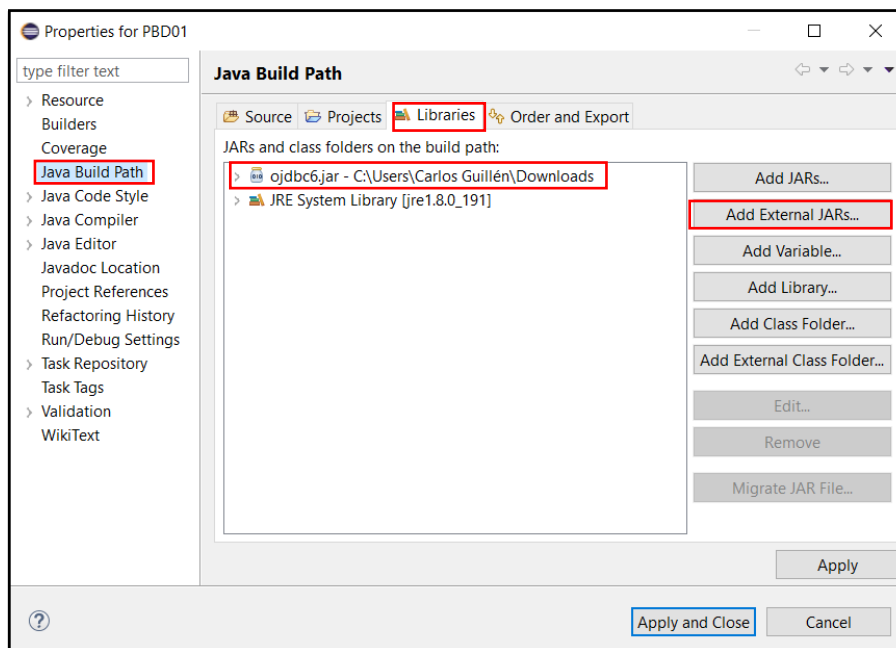 Properties for PBD01
type filter text
Resource
Builders
Coverage
Java Build Path
Java Code Style
Java Compiler
Java Editor
Javadoc Location
Project References
Refactoring History
Run/Debug Settings
Task Repository
Task Tags
Validation
WikiText
Java Build Path
Source Projects Libraries Order and Export
JARs and class folders on the build path:
ojdbc6.jar - C:\Users\Carlos Guillén\Downloads
JRE System Library [jre1.8.0_191]
Add JARs...
Add External JARs...
Add Variable...
Add Library...
Add Class Folder...
Add External Class Folder...
Edit...
Remove
Migrate JAR File...
Apply
?
Apply and Close Cancel